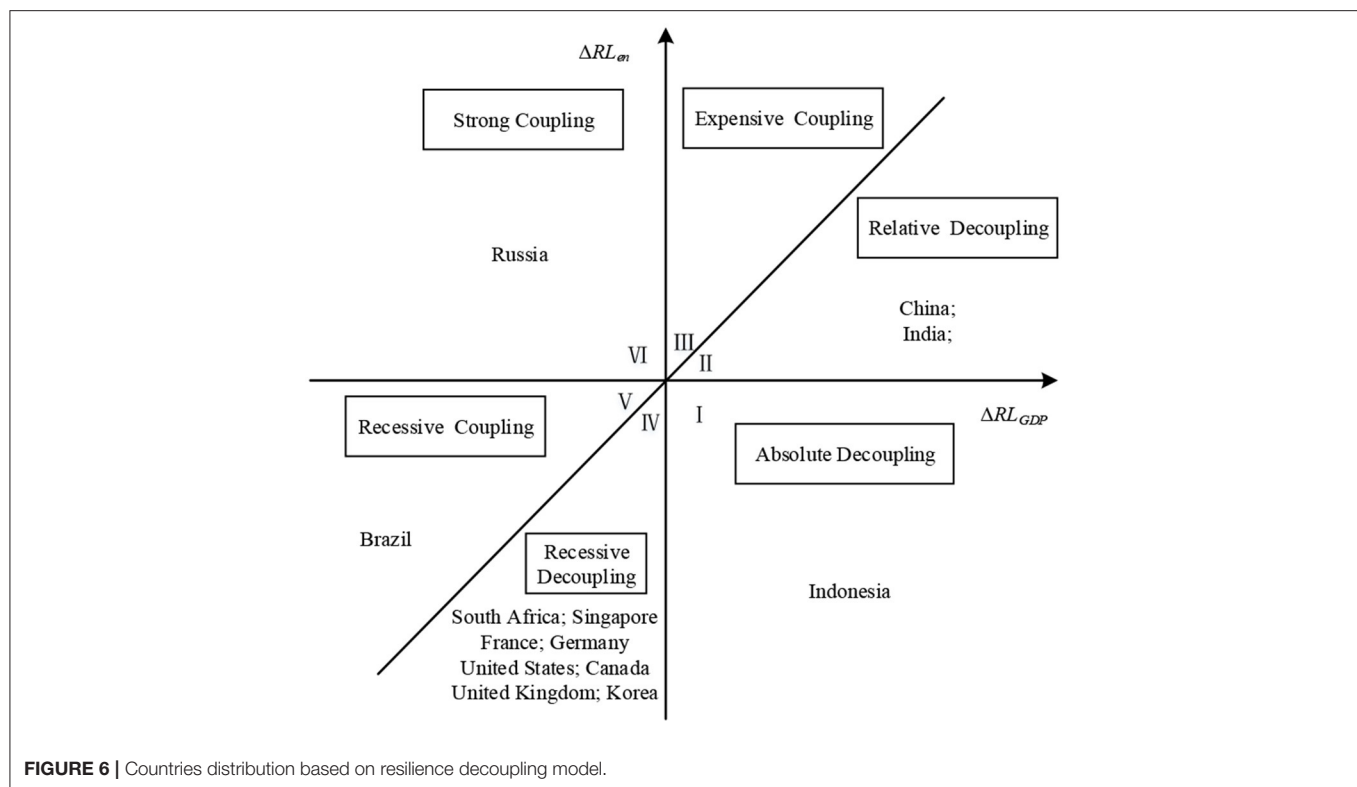 ΔRL_en
Strong Coupling
Expensive Coupling
Relative Decoupling
Russia
China;
India;
Ⅵ
Ⅲ
Ⅱ
Ⅴ
Ⅳ
Ⅰ
ΔRL_GDP
Recessive Coupling
Absolute Decoupling
Brazil
Recessive
Decoupling
Indonesia
South Africa; Singapore
France; Germany
United States; Canada
United Kingdom; Korea
FIGURE 6 | Countries distribution based on resilience decoupling model.